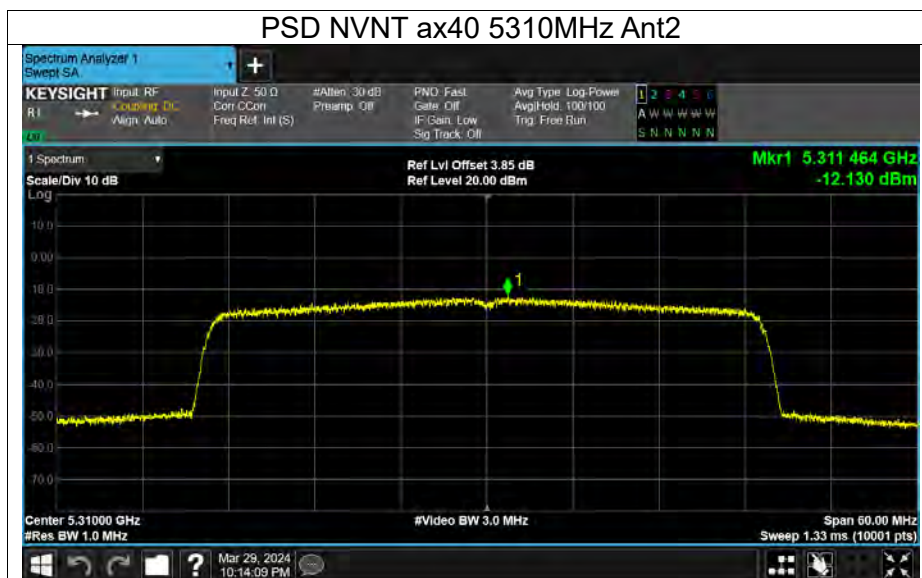 PSD NVNT ax40 5310MHz Ant2
Spectrum Analyzer 1
Swept SA
+
KEYSIGHT Input: RF Input Z: 50 Ω #Atten: 30 dB PNO: Fast Avg Type: Log-Power 1 2 3 4 5 6
Coupling: DC Corr CCorr Preamp: Off Gate: Off Avg|Hold: 100/100 A W W W W W
Align: Auto Freq Ref: Int (S) IF Gain: Low Trig: Free Run
Sig Track: Off S N N N N N
1 Spectrum Ref Lvl Offset 3.85 dB Mkr1 5.311 464 GHz
Scale/Div 10 dB Ref Level 20.00 dBm -12.130 dBm
Log
10.0
0.00
-10.0
1
-20.0
-30.0
-40.0
-50.0
-60.0
-70.0
Center 5.31000 GHz #Video BW 3.0 MHz Span 60.00 MHz
#Res BW 1.0 MHz Sweep 1.33 ms (10001 pts)
? Mar 29, 2024
10:14:09 PM